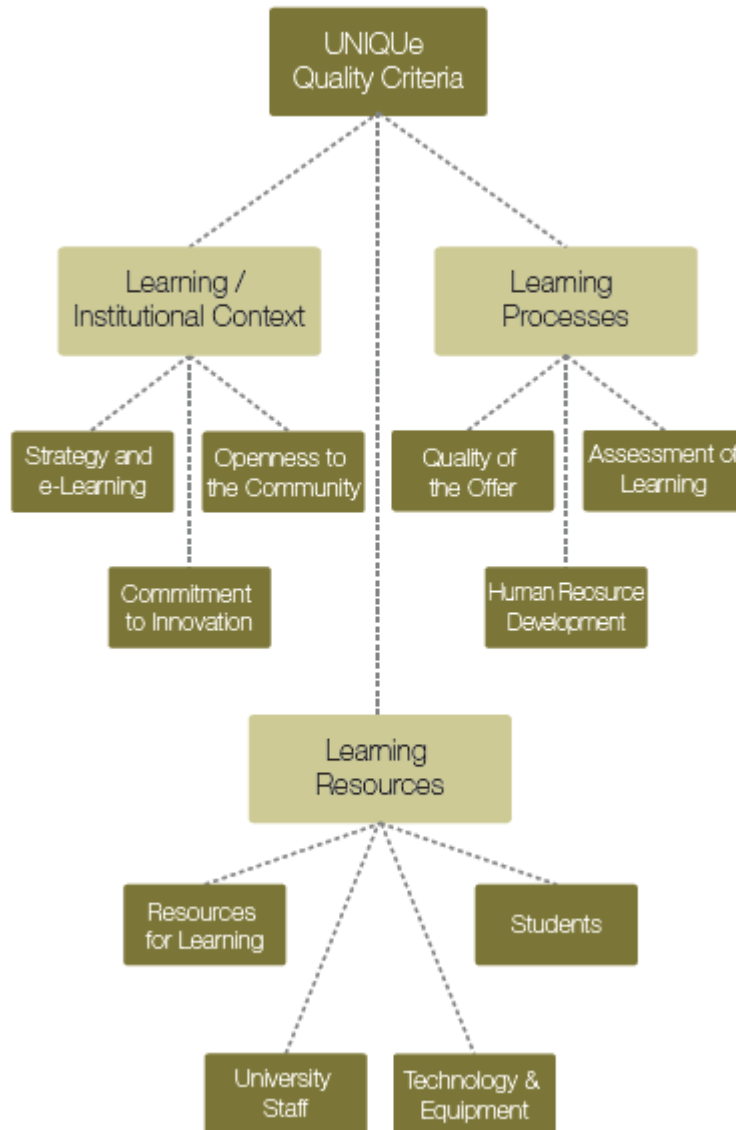 UNIQUe
Quality Criteria
Learning /
Institutional Context
Learning
Processes
Strategy and
e-Learning
Openness to
the Community
Quality of
the Offer
Assessment of
Learning
Commitment
to Innovation
Human Reosurce
Development
Learning
Resources
Resources
for Learning
Students
University
Staff
Technology &
Equipment